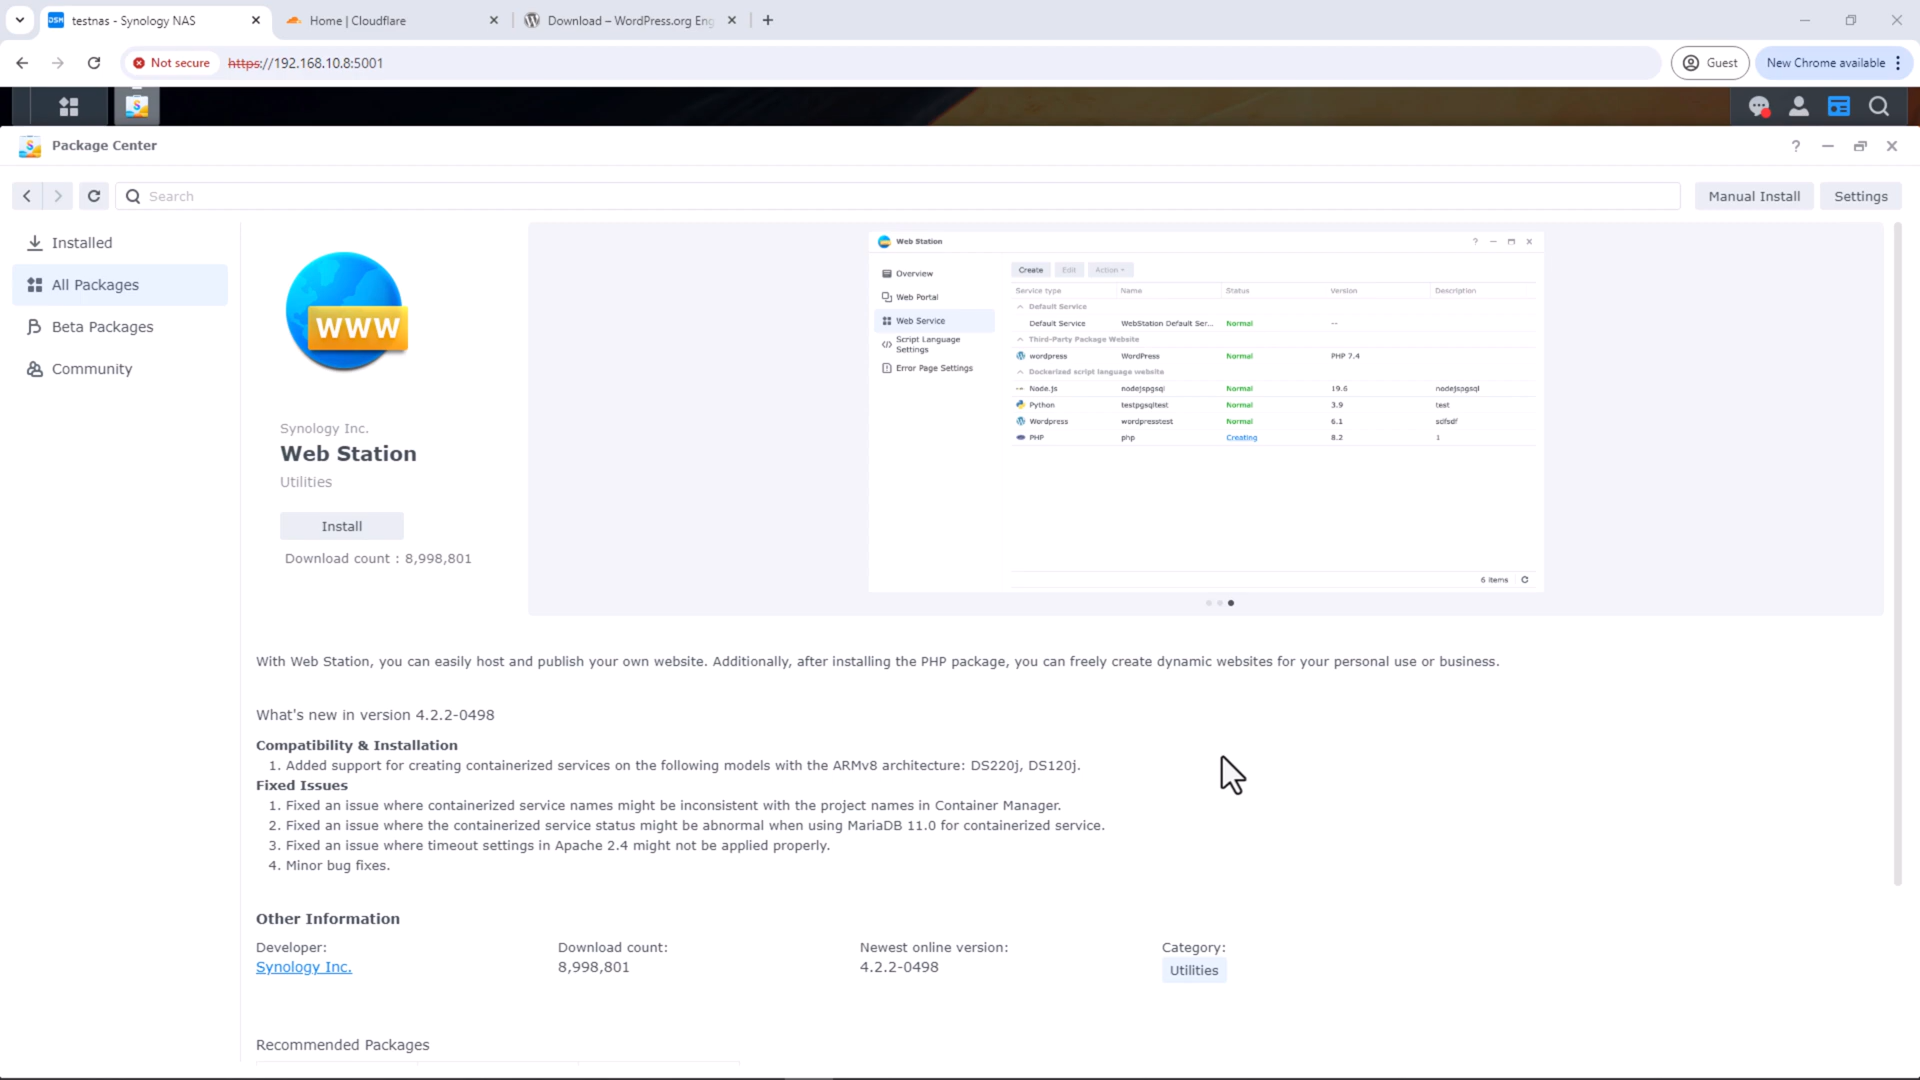 testnas - Synology NAS
Home | Cloudflare
Download – WordPress.org Eng
Not secure
https://192.168.10.8:5001
Guest
New Chrome available
Package Center
Search
Manual Install
Settings
Installed
All Packages
Beta Packages
Community
WWW
Synology Inc.
Web Station
Utilities
Install
Download count : 8,998,801
Web Station
Overview
Web Portal
Web Service
Script Language Settings
Error Page Settings
Create
Edit
Action
Service type
Name
Status
Version
Description
Default Service
Default Service
WebStation Default Ser...
Normal
--
Third-Party Package Website
wordpress
WordPress
Normal
PHP 7.4
Dockerized script language website
Node.js
nodejspgsql
Normal
19.6
nodejspgsql
Python
testpgsqltest
Normal
3.9
test
Wordpress
wordpresstest
Normal
6.1
sdfsdf
PHP
php
Creating
8.2
1
6 items
With Web Station, you can easily host and publish your own website. Additionally, after installing the PHP package, you can freely create dynamic websites for your personal use or business.
What's new in version 4.2.2-0498
Compatibility & Installation
1. Added support for creating containerized services on the following models with the ARMv8 architecture: DS220j, DS120j.
Fixed Issues
1. Fixed an issue where containerized service names might be inconsistent with the project names in Container Manager.
2. Fixed an issue where the containerized service status might be abnormal when using MariaDB 11.0 for containerized service.
3. Fixed an issue where timeout settings in Apache 2.4 might not be applied properly.
4. Minor bug fixes.
Other Information
Developer:
Synology Inc.
Download count:
8,998,801
Newest online version:
4.2.2-0498
Category:
Utilities
Recommended Packages